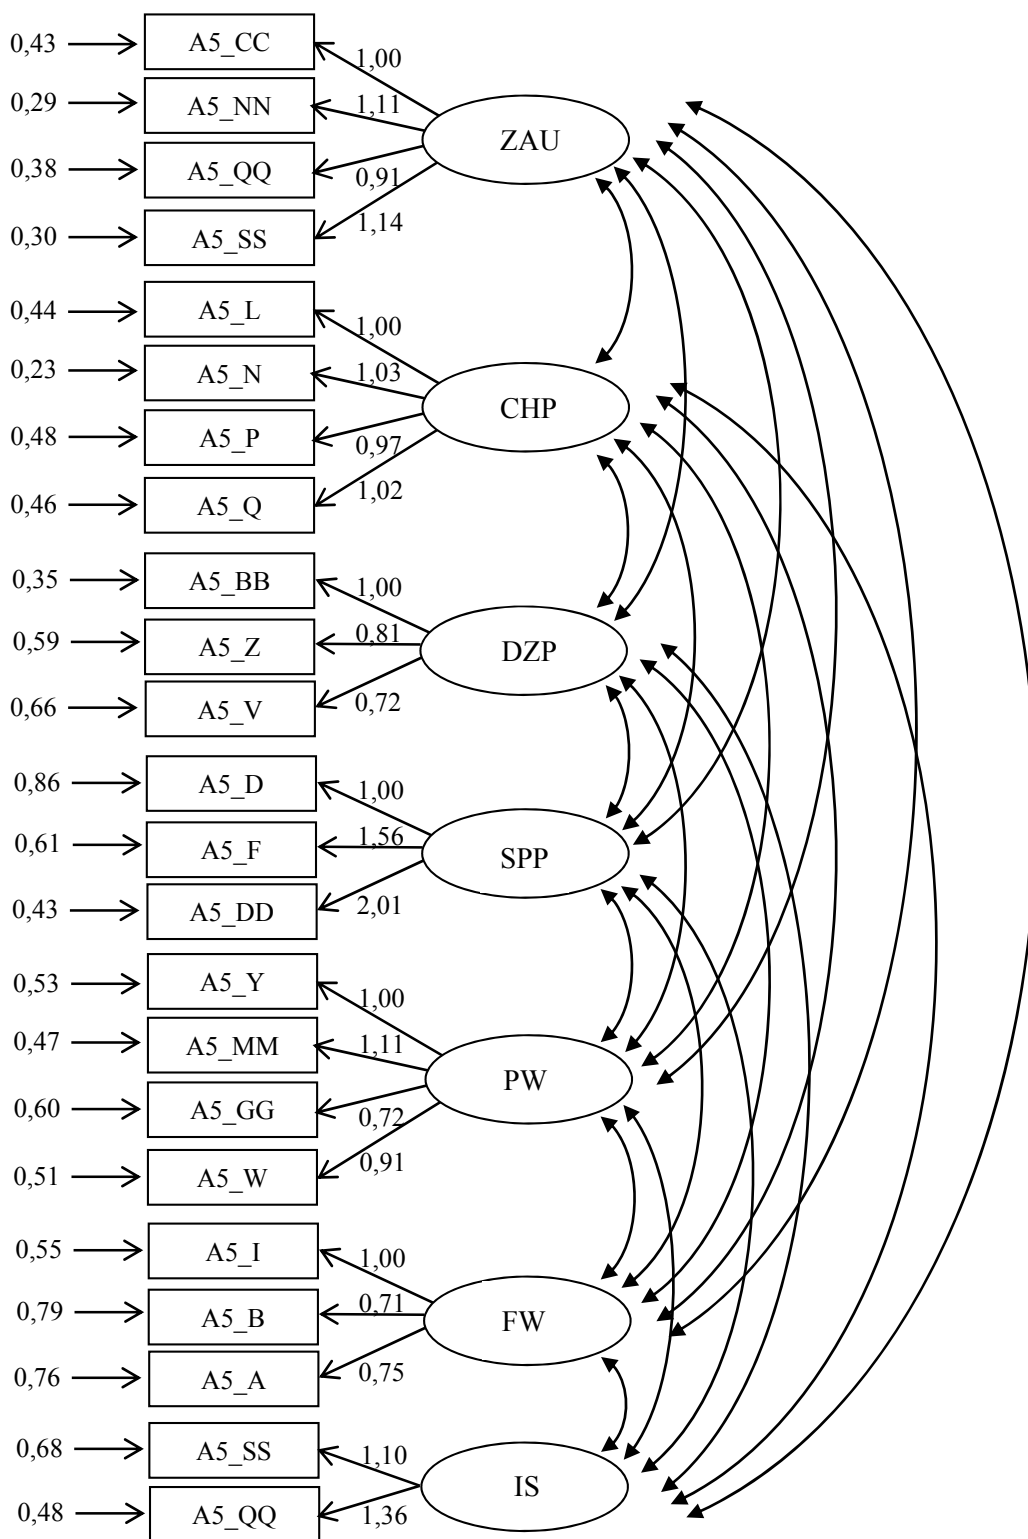 0,43 A5_CC 1,00
0,29 A5_NN 1,11 ZAU
0,38 A5_QQ 0,91
0,30 A5_SS 1,14
0,44 A5_L 1,00
0,23 A5_N 1,03 CHP
0,48 A5_P 0,97
0,46 A5_Q 1,02
0,35 A5_BB 1,00
0,59 A5_Z 0,81 DZP
0,66 A5_V 0,72
0,86 A5_D 1,00
0,61 A5_F 1,56 SPP
0,43 A5_DD 2,01
0,53 A5_Y 1,00
0,47 A5_MM 1,11 PW
0,60 A5_GG 0,72
0,51 A5_W 0,91
0,55 A5_I 1,00
0,79 A5_B 0,71 FW
0,76 A5_A 0,75
0,68 A5_SS 1,10 IS
0,48 A5_QQ 1,36